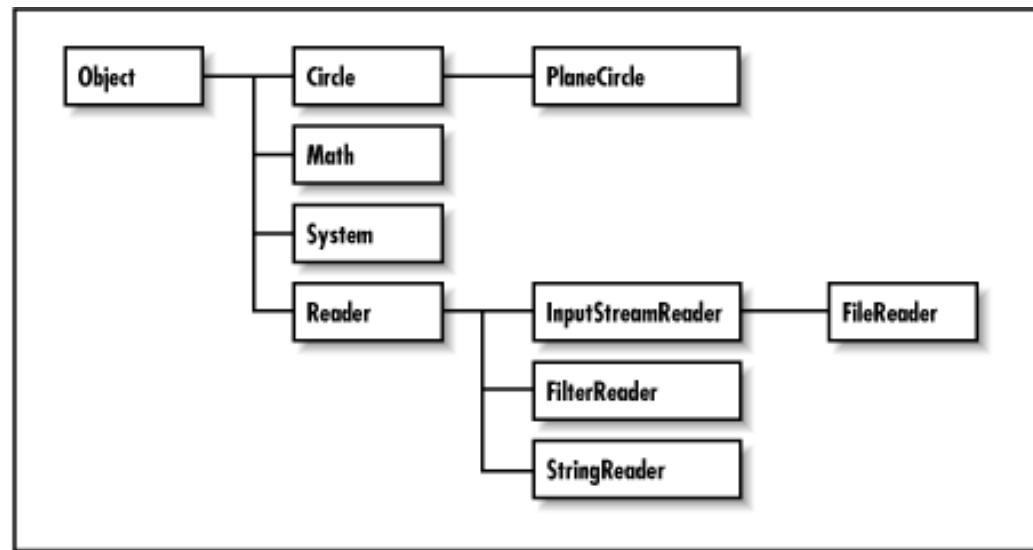 Object
Circle
PlaneCircle
Math
System
Reader
InputStreamReader
FileReader
FilterReader
StringReader